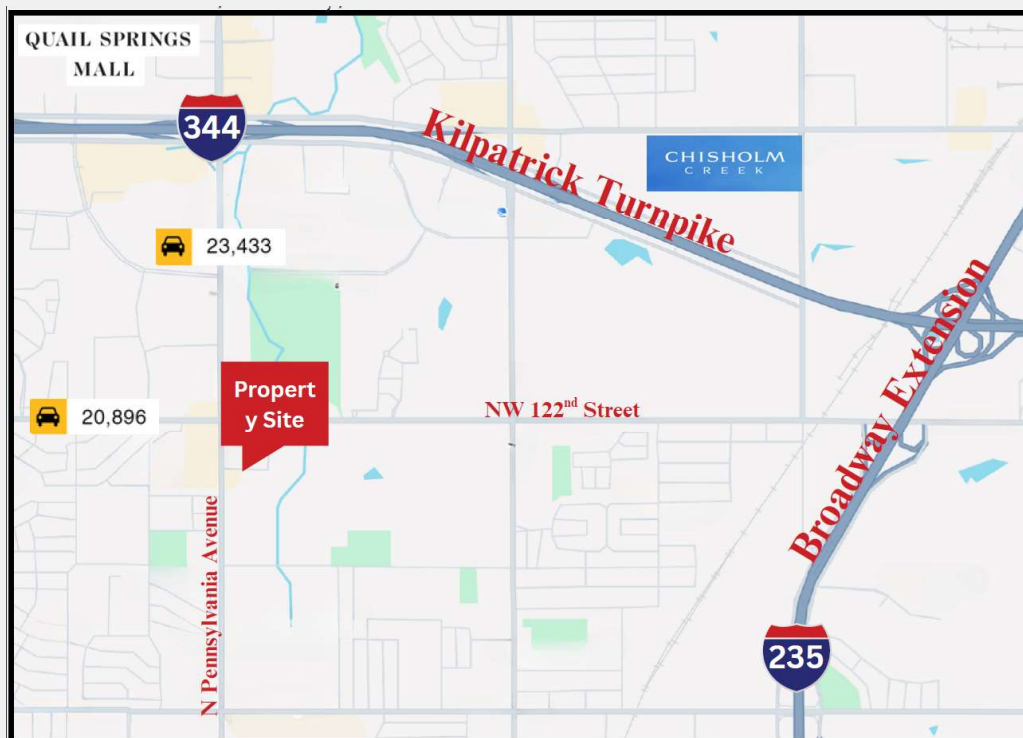 QUAIL SPRINGS
MALL
344
Kilpatrick Turnpike
CHISHOLM
CREEK
23,433
Propert
y Site
20,896
NW 122nd Street
Broadway Extension
N Pennsylvania Avenue
235